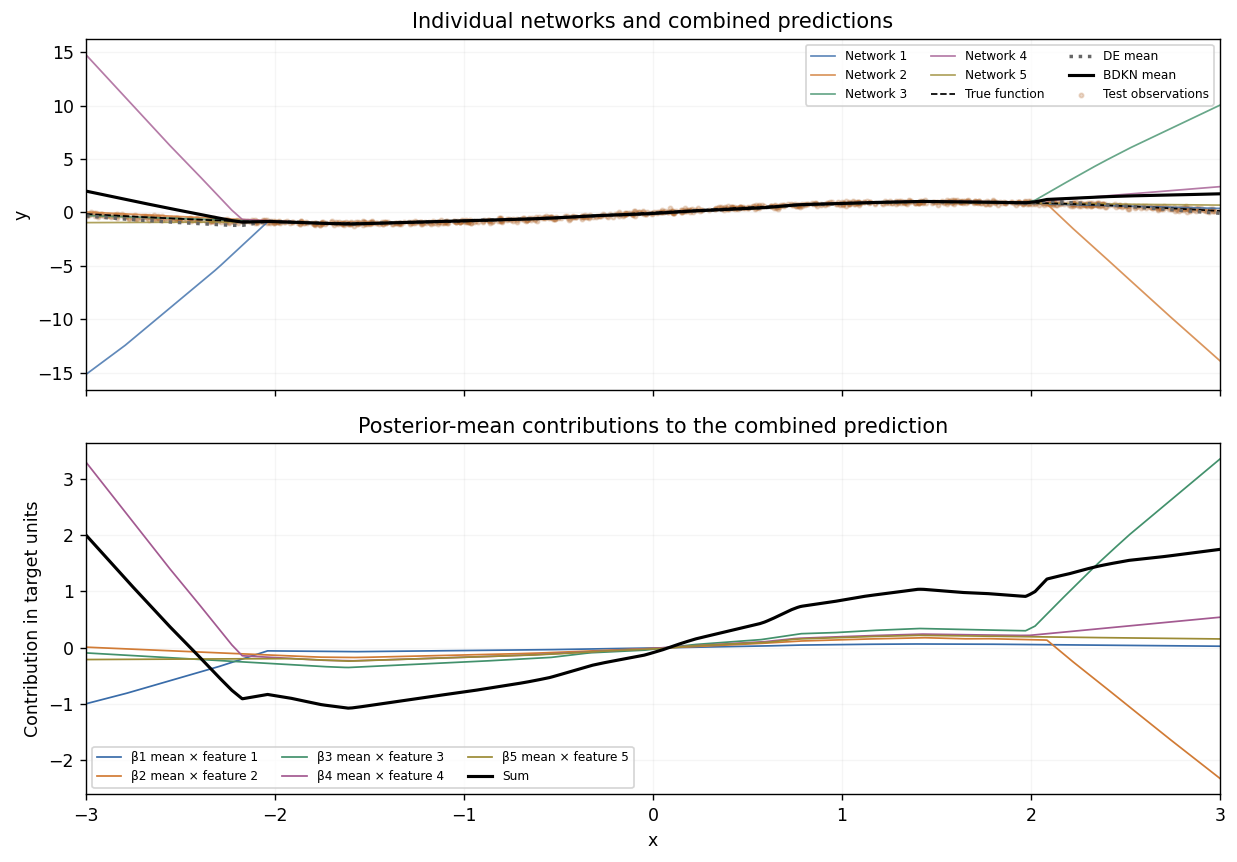 Individual networks and combined predictions
Network 1
Network 2
Network 3
Network 4
Network 5
True function
DE mean
BDKN mean
Test observations
y
15
10
5
0
−5
−10
−15
Posterior-mean contributions to the combined prediction
Contribution in target units
3
2
1
0
−1
−2
β1 mean × feature 1
β2 mean × feature 2
β3 mean × feature 3
β4 mean × feature 4
β5 mean × feature 5
Sum
−3 −2 −1 0 1 2 3
x